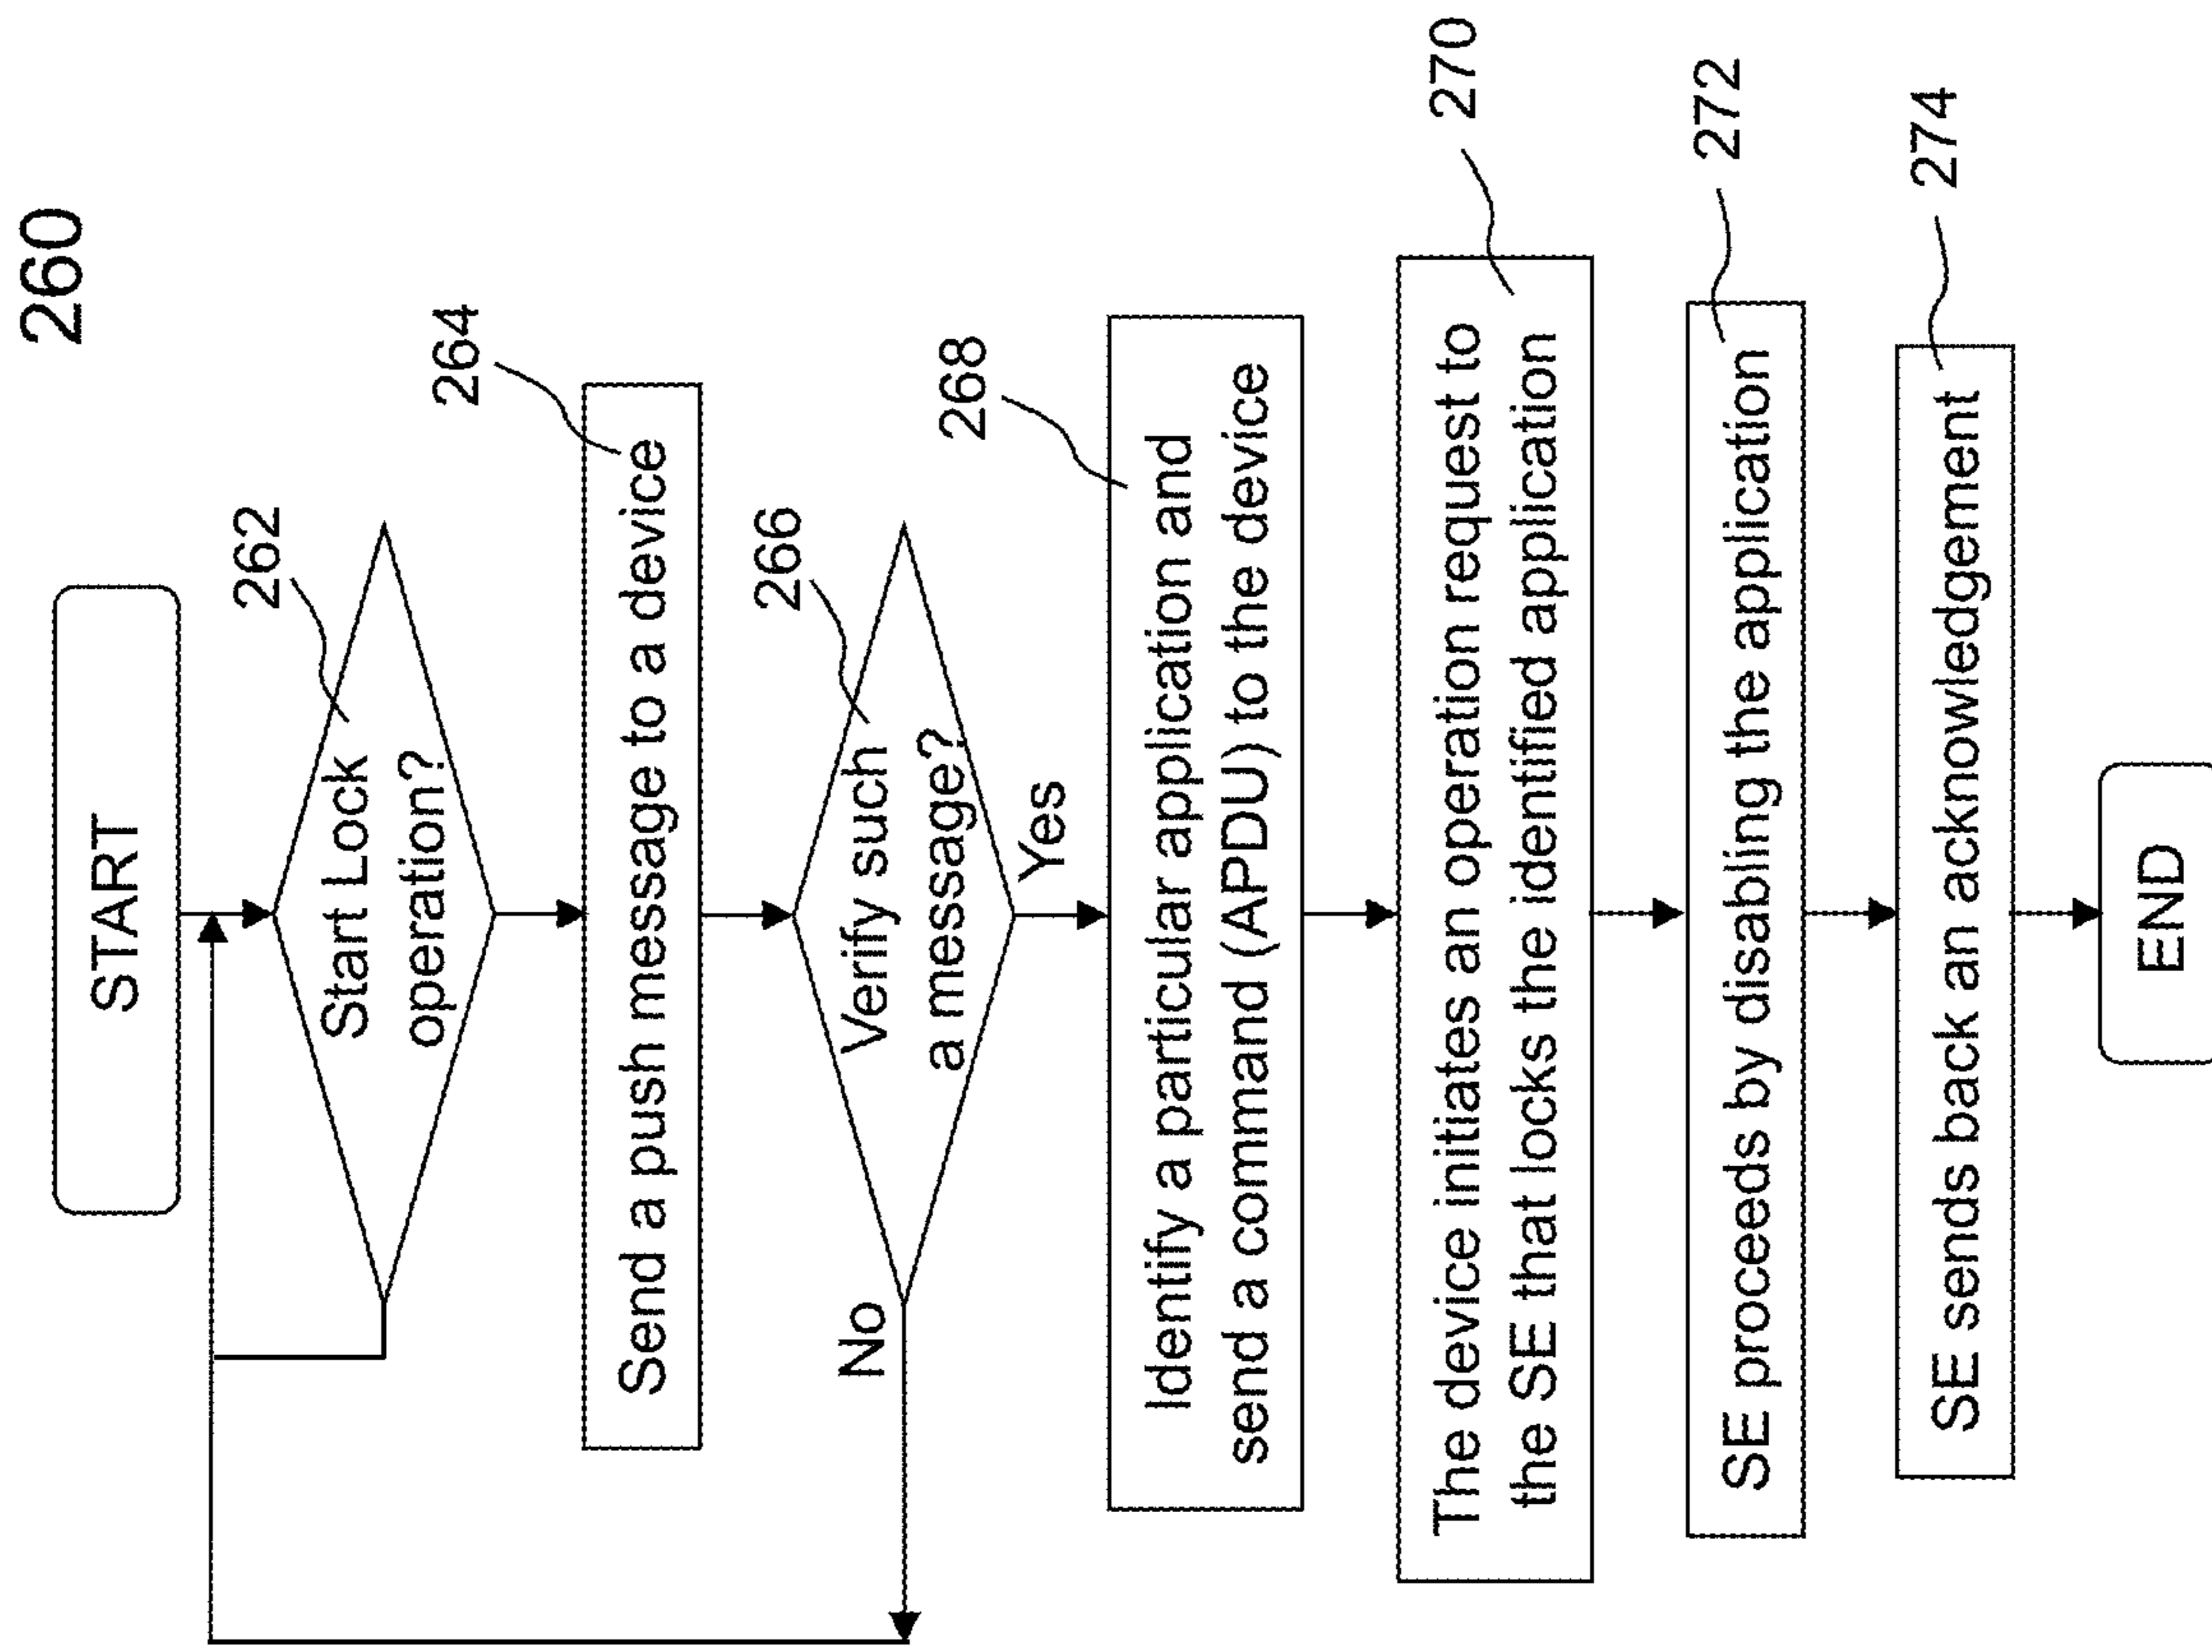 260
START
262
Start Lock
operation?
264
Send a push message to a device
266
Verify such
a message?
No
Yes
268
Identify a particular application and
send a command (APDU) to the device
270
The device initiates an operation request to
the SE that locks the identified application
272
SE proceeds by disabling the application
274
SE sends back an acknowledgement
END